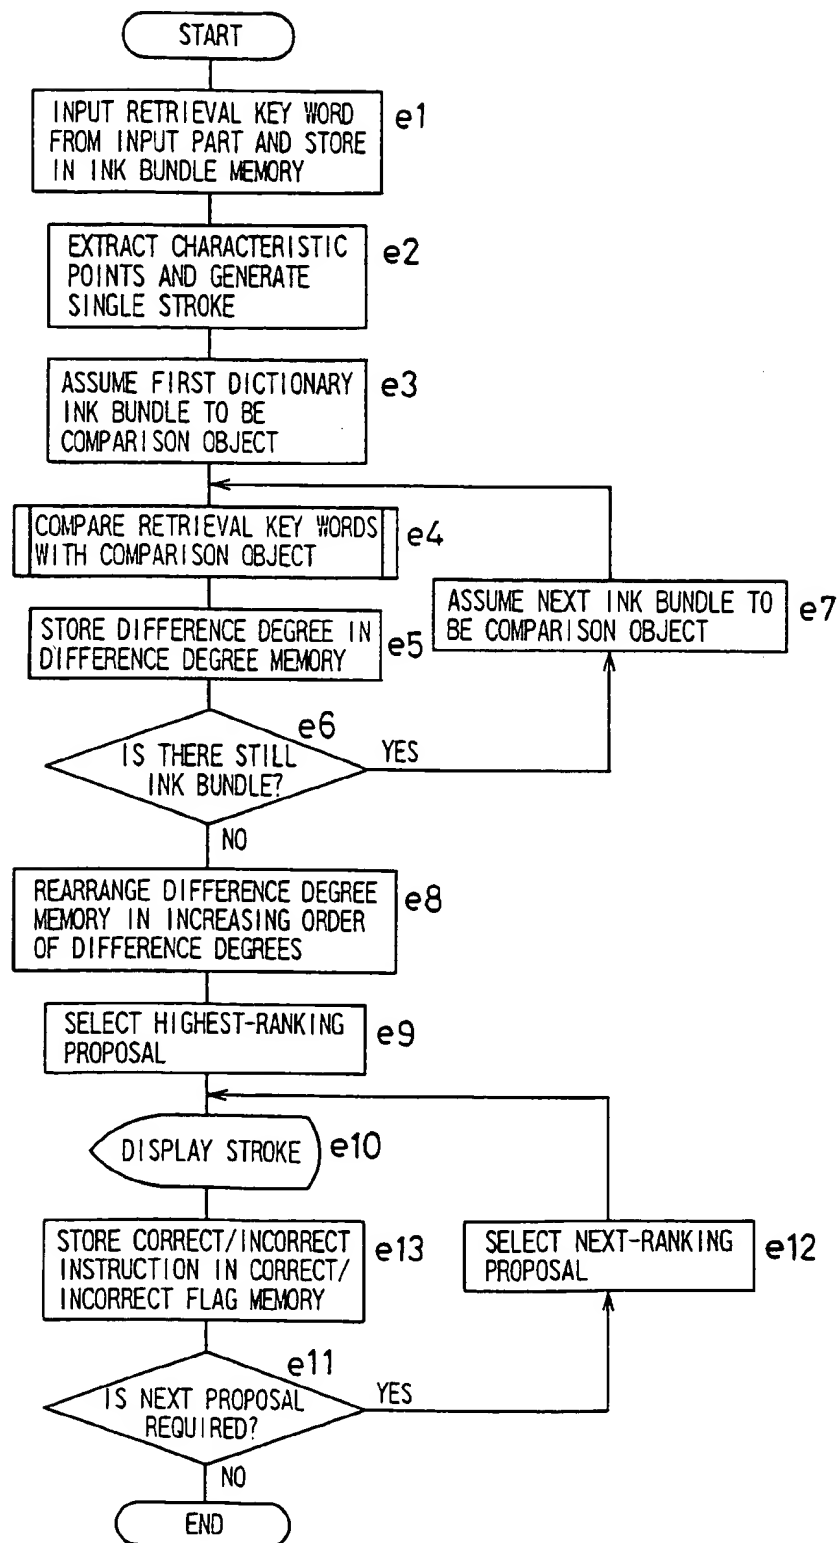 START
INPUT RETRIEVAL KEY WORD
FROM INPUT PART AND STORE
IN INK BUNDLE MEMORY
e1
EXTRACT CHARACTERISTIC
POINTS AND GENERATE
SINGLE STROKE
e2
ASSUME FIRST DICTIONARY
INK BUNDLE TO BE
COMPARISON OBJECT
e3
COMPARE RETRIEVAL KEY WORDS
WITH COMPARISON OBJECT
e4
STORE DIFFERENCE DEGREE IN
DIFFERENCE DEGREE MEMORY
e5
ASSUME NEXT INK BUNDLE TO
BE COMPARISON OBJECT
e7
e6
IS THERE STILL
INK BUNDLE?
YES
NO
REARRANGE DIFFERENCE DEGREE
MEMORY IN INCREASING ORDER
OF DIFFERENCE DEGREES
e8
SELECT HIGHEST-RANKING
PROPOSAL
e9
DISPLAY STROKE
e10
STORE CORRECT/INCORRECT
INSTRUCTION IN CORRECT/
INCORRECT FLAG MEMORY
e13
SELECT NEXT-RANKING
PROPOSAL
e12
e11
IS NEXT PROPOSAL
REQUIRED?
YES
NO
END